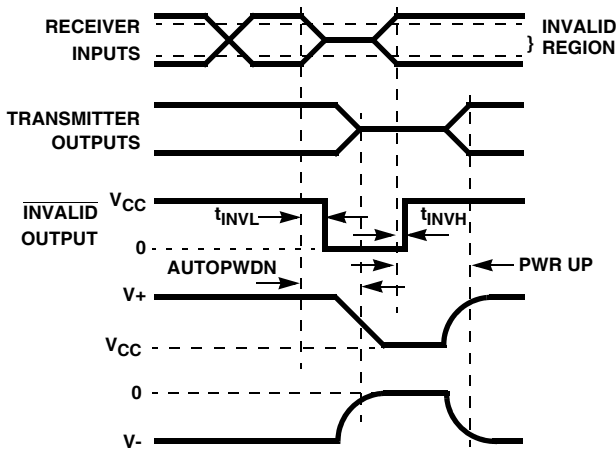 RECEIVER
INPUTS
} INVALID
REGION
TRANSMITTER
OUTPUTS
INVALID
OUTPUT
VCC
0
tINVL
tINVH
AUTOPWDN
PWR UP
V+
VCC
0
V-